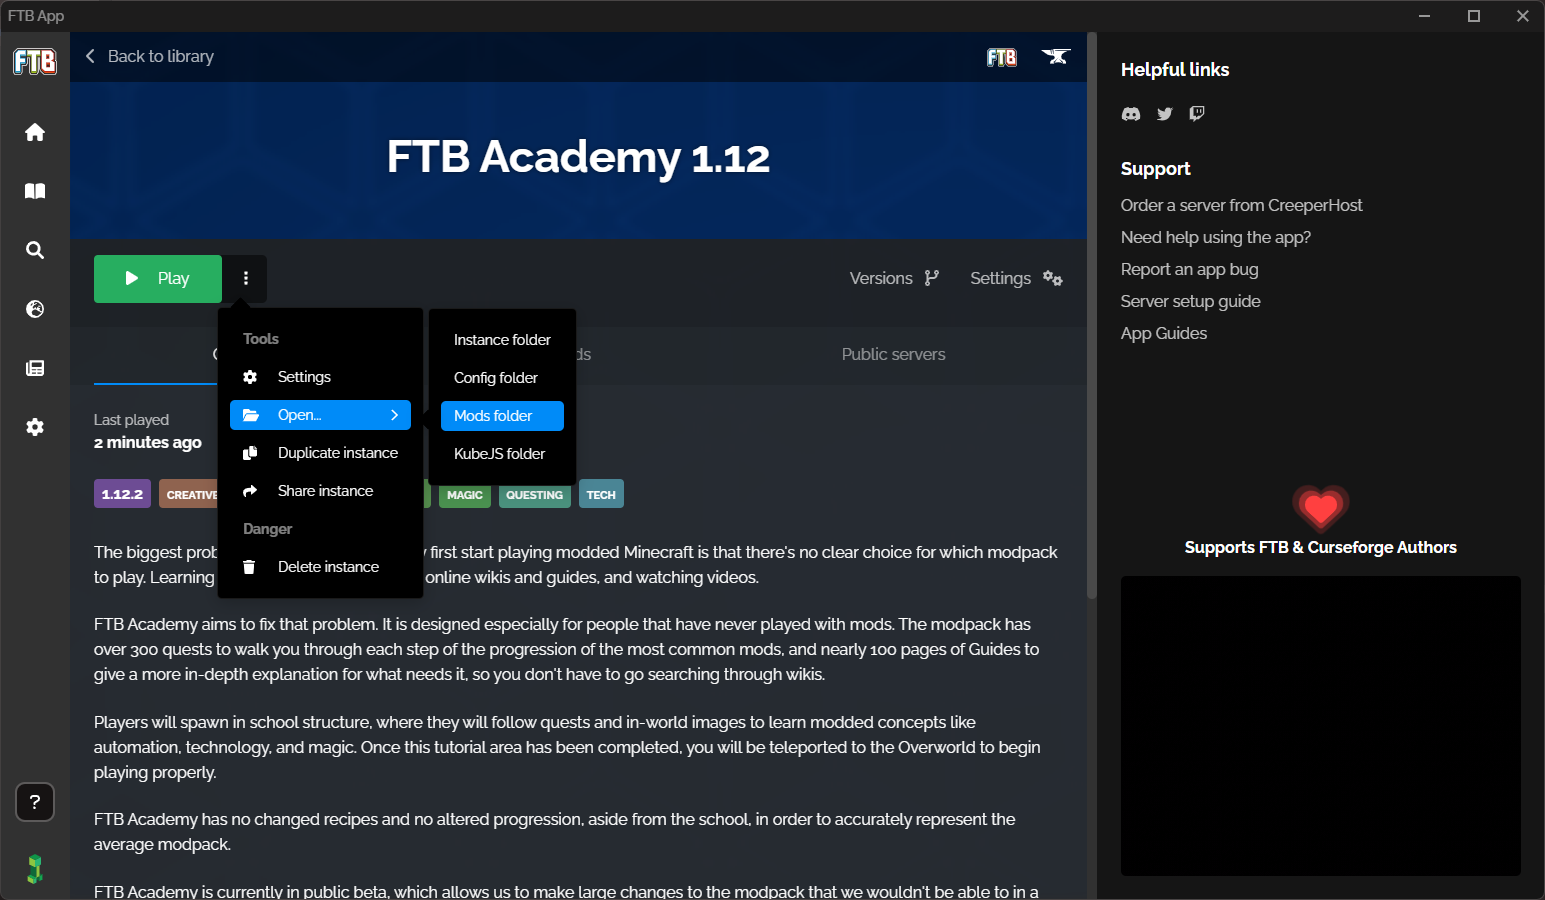 FTB App
FTB
Back to library
FTB
FTB Academy 1.12
Play
Versions
Settings
Public servers
Tools
Settings
Open...
Duplicate instance
Share instance
Danger
Delete instance
Instance folder
Config folder
Mods folder
KubeJS folder
Last played
2 minutes ago
1.12.2
CREATIVE
MAGIC
QUESTING
TECH
The biggest first start playing modded Minecraft is that there's no clear choice for which modpack
to play. Learning online wikis and guides, and watching videos.
FTB Academy aims to fix that problem. It is designed especially for people that have never played with mods. The modpack has
over 300 quests to walk you through each step of the progression of the most common mods, and nearly 100 pages of Guides to
give a more in-depth explanation for what needs it, so you don't have to go searching through wikis.
Players will spawn in school structure, where they will follow quests and in-world images to learn modded concepts like
automation, technology, and magic. Once this tutorial area has been completed, you will be teleported to the Overworld to begin
playing properly.
FTB Academy has no changed recipes and no altered progression, aside from the school, in order to accurately represent the
average modpack.
FTB Academy is currently in public beta, which allows us to make large changes to the modpack that we wouldn't be able to in a
?
Helpful links
Support
Order a server from CreeperHost
Need help using the app?
Report an app bug
Server setup guide
App Guides
Supports FTB & Curseforge Authors